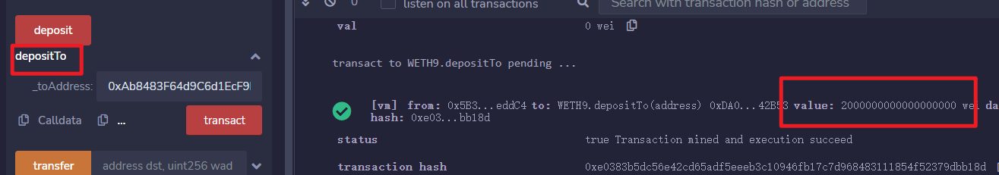 deposit
depositTo
_toAddress: 0xAb8483F64d9C6d1EcF9
Calldata ...
transact
transfer address dst, uint256 wad
0 listen on all transactions Search with transaction hash or address
val 0 wei
transact to WETH9.depositTo pending ...
[vm] from: 0x5B3...eddC4 to: WETH9.depositTo(address) 0xDA0...42B53 value: 2000000000000000000 wei da
hash: 0xe03...bb18d
status true Transaction mined and execution succeed
transaction hash 0xe0383b5dc56e42cd65adf5eeeb3c10946fb17c7d968483111854f52379dbb18d